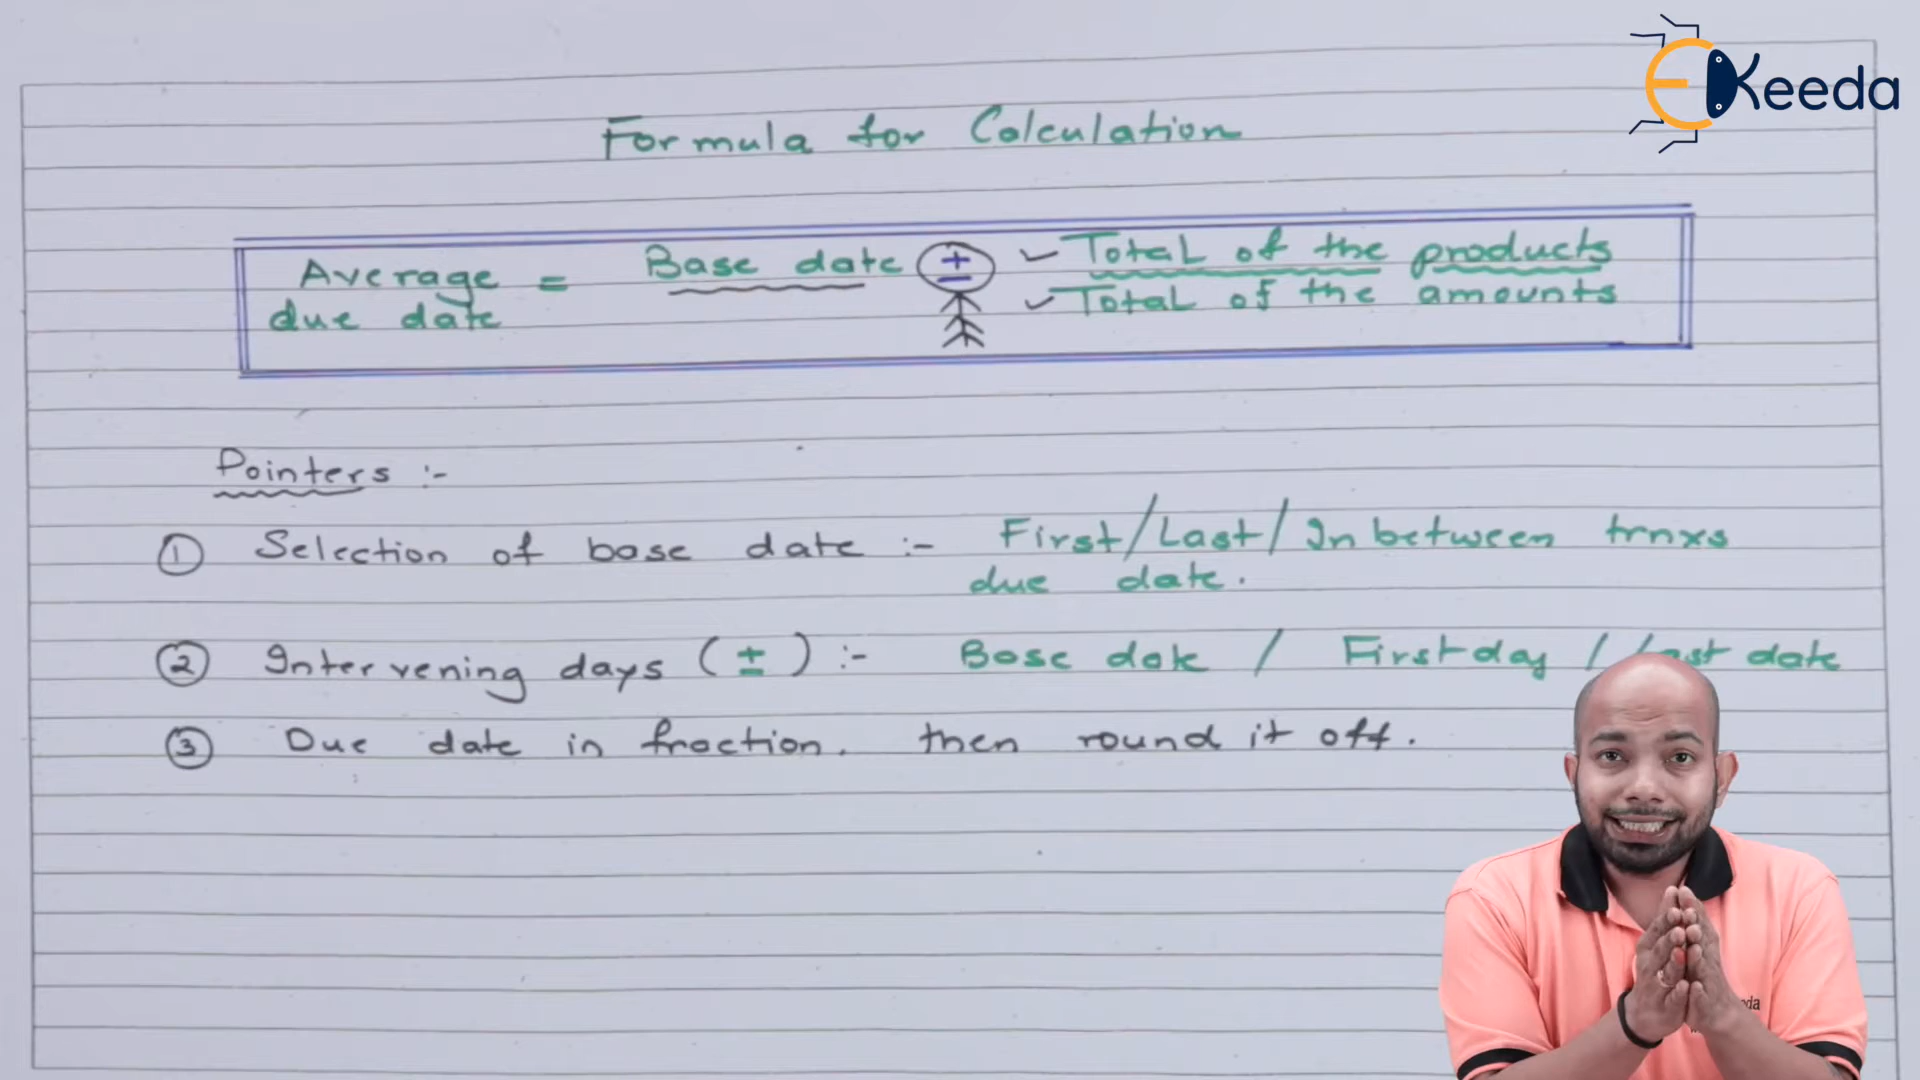 EKeeda
Formula for Calculation
Average due date = Base date ± Total of the products
Total of the amounts
Pointers :-
① Selection of base date :- First/Last/In between trnxs
due date.
② Intervening days (±) :- Base date / First day / Last date
③ Due date in fraction. then round it off.
eda